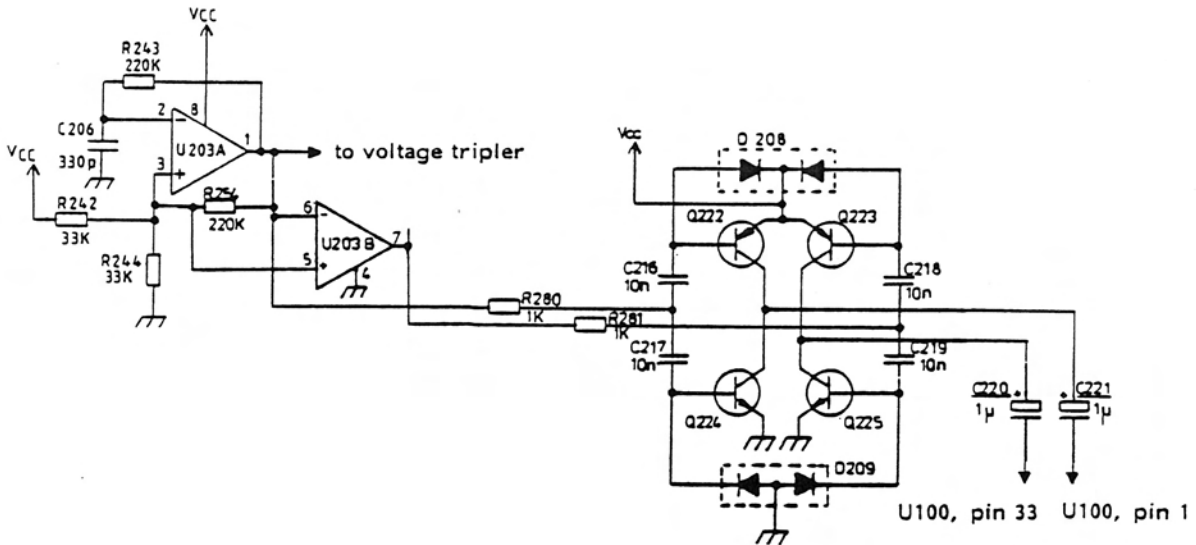 VCC
R243
220K
2
8
C206
330p
U203A
1
to voltage tripler
VCC
3
R242
33K
R254
220K
R244
33K
6
U203B
7
5
4
R280
1K
R281
1K
Vcc
D 208
Q222
Q223
C216
10n
C218
10n
C217
10n
C219
10n
Q224
Q225
D209
C220
1µ
C221
1µ
U100, pin 33
U100, pin 1